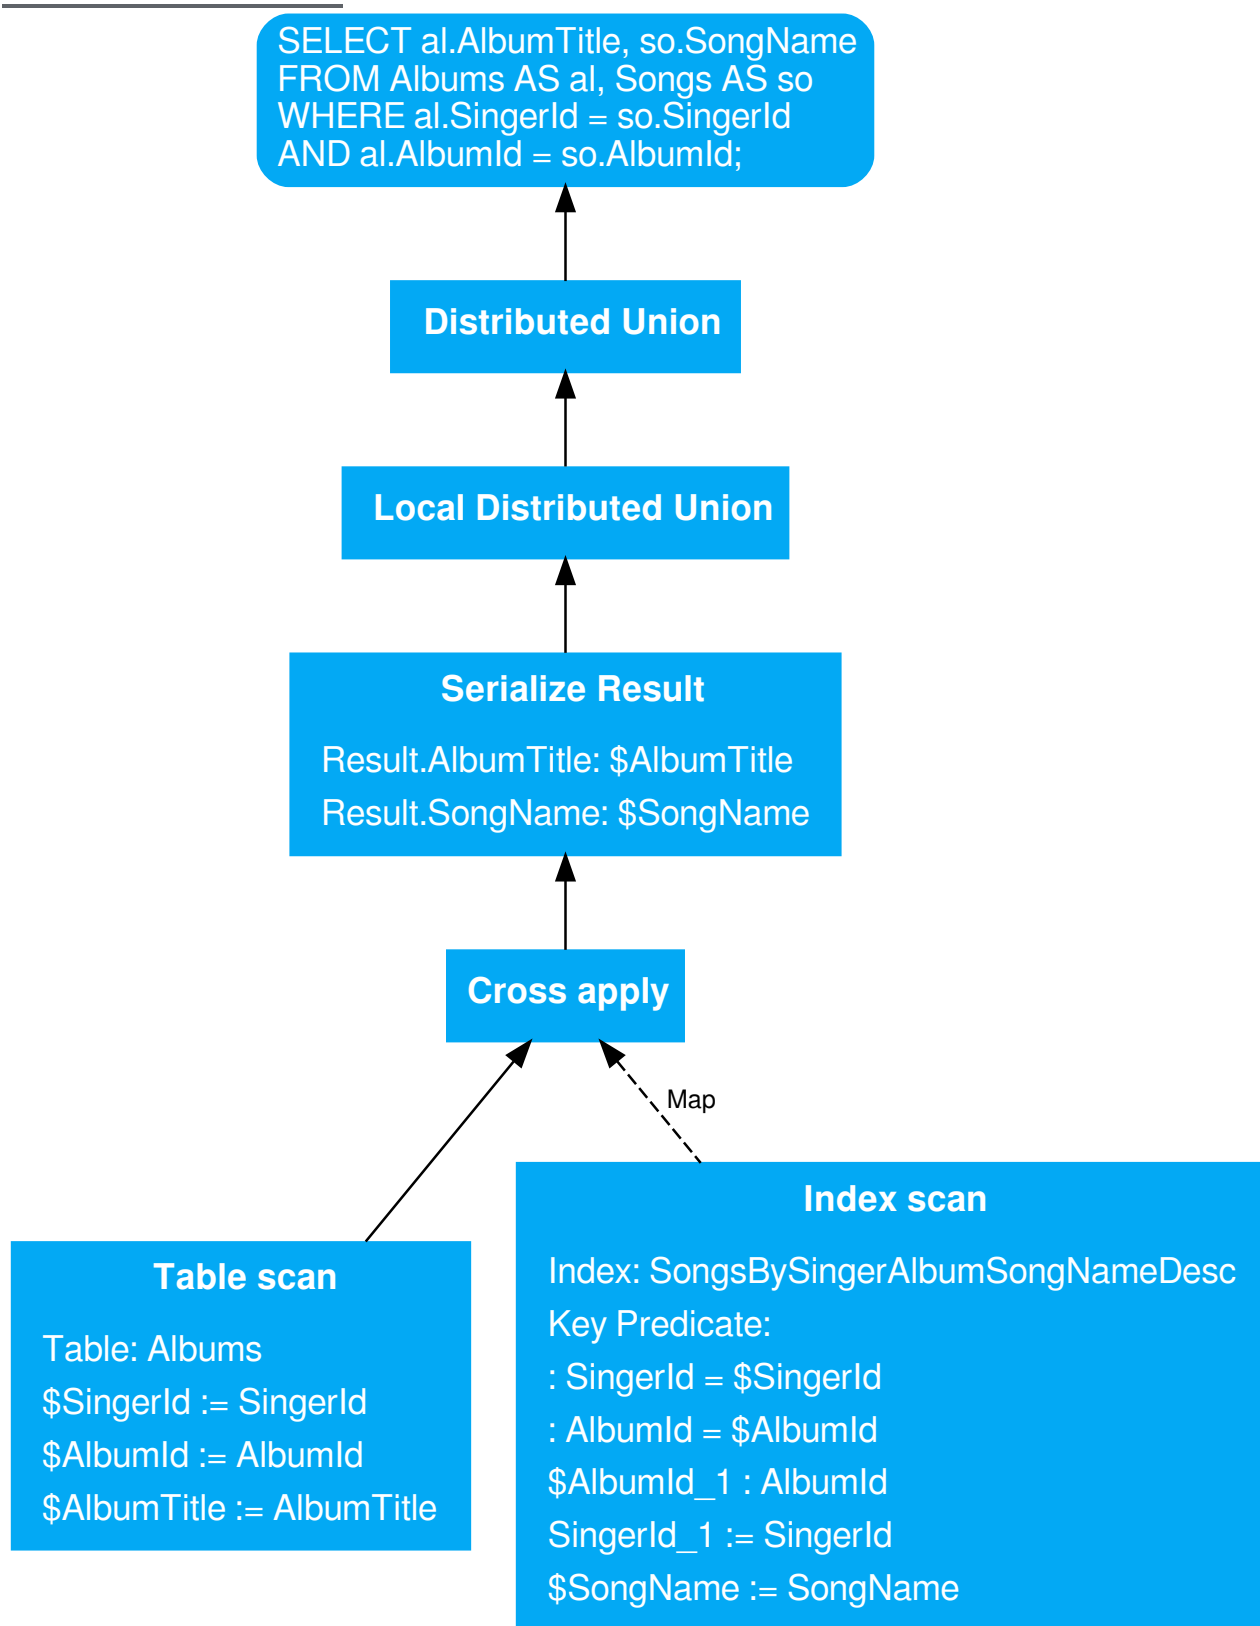 SELECT al.AlbumTitle, so.SongName
FROM Albums AS al, Songs AS so
WHERE al.SingerId = so.SingerId
AND al.AlbumId = so.AlbumId;
Distributed Union
Local Distributed Union
Serialize Result
Result.AlbumTitle: $AlbumTitle
Result.SongName: $SongName
Cross apply
Map
Table scan
Table: Albums
$SingerId := SingerId
$AlbumId := AlbumId
$AlbumTitle := AlbumTitle
Index scan
Index: SongsBySingerAlbumSongNameDesc
Key Predicate:
: SingerId = $SingerId
: AlbumId = $AlbumId
$AlbumId_1 : AlbumId
SingerId_1 := SingerId
$SongName := SongName